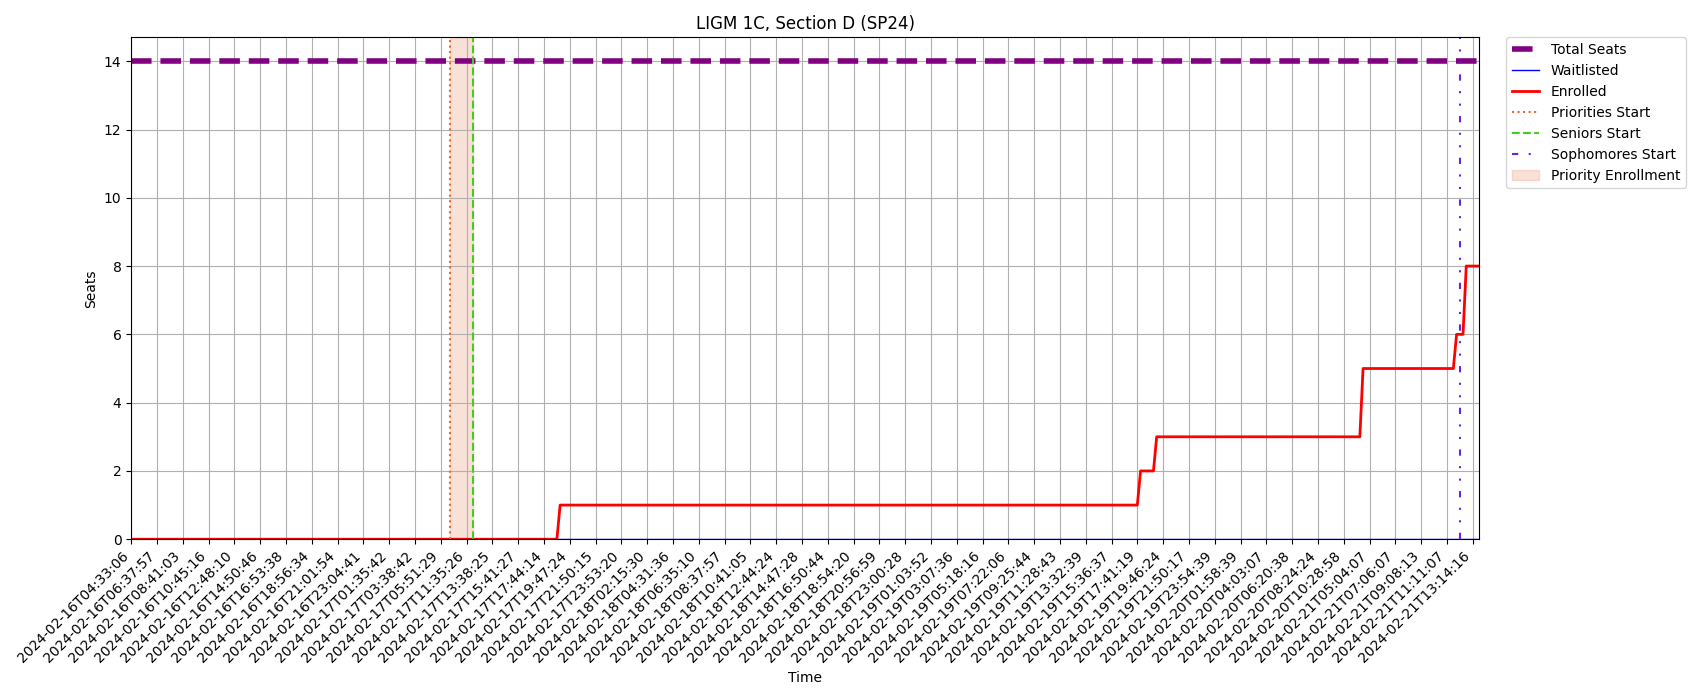 LIGM 1C, Section D (SP24)
Total Seats
Waitlisted
Enrolled
Priorities Start
Seniors Start
Sophomores Start
Priority Enrollment
Seats
14
12
10
8
6
4
2
0
2024-02-16T04:33:06
2024-02-16T06:37:57
2024-02-16T08:41:03
2024-02-16T10:45:16
2024-02-16T12:48:10
2024-02-16T14:50:46
2024-02-16T16:53:38
2024-02-16T18:56:34
2024-02-16T21:01:54
2024-02-16T23:04:41
2024-02-17T01:35:42
2024-02-17T03:38:42
2024-02-17T05:51:29
2024-02-17T11:35:26
2024-02-17T13:38:25
2024-02-17T15:41:27
2024-02-17T17:44:14
2024-02-17T19:47:24
2024-02-17T21:50:15
2024-02-17T23:53:20
2024-02-18T02:15:30
2024-02-18T04:31:36
2024-02-18T06:35:10
2024-02-18T08:37:57
2024-02-18T10:41:05
2024-02-18T12:44:24
2024-02-18T14:47:28
2024-02-18T16:50:44
2024-02-18T18:54:20
2024-02-18T20:56:59
2024-02-18T23:00:28
2024-02-19T01:03:52
2024-02-19T03:07:36
2024-02-19T05:18:16
2024-02-19T07:22:06
2024-02-19T09:25:44
2024-02-19T11:28:43
2024-02-19T13:32:39
2024-02-19T15:36:37
2024-02-19T17:41:19
2024-02-19T19:46:24
2024-02-19T21:50:17
2024-02-19T23:54:39
2024-02-20T01:58:39
2024-02-20T04:03:07
2024-02-20T06:20:38
2024-02-20T08:24:24
2024-02-20T10:28:58
2024-02-21T05:04:07
2024-02-21T07:06:07
2024-02-21T09:08:13
2024-02-21T11:11:07
2024-02-21T13:14:16
Time